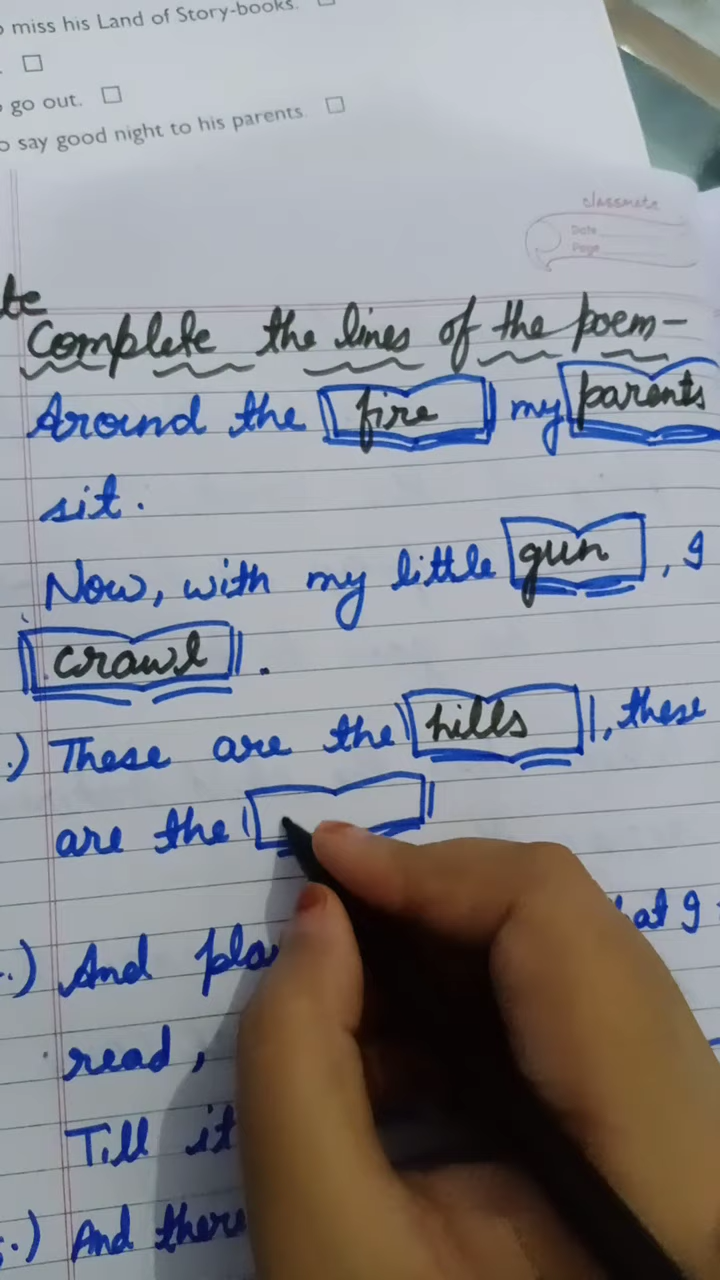 miss his Land of Story-books.
go out.
say good night to his parents.
classmate
Date
Page
te
Complete the lines of the poem-
Around the fire my parents
sit.
Now, with my little gun, I
crawl.
.) These are the hills, these
are the
.) And pla at I
read,
Till it
.) And there